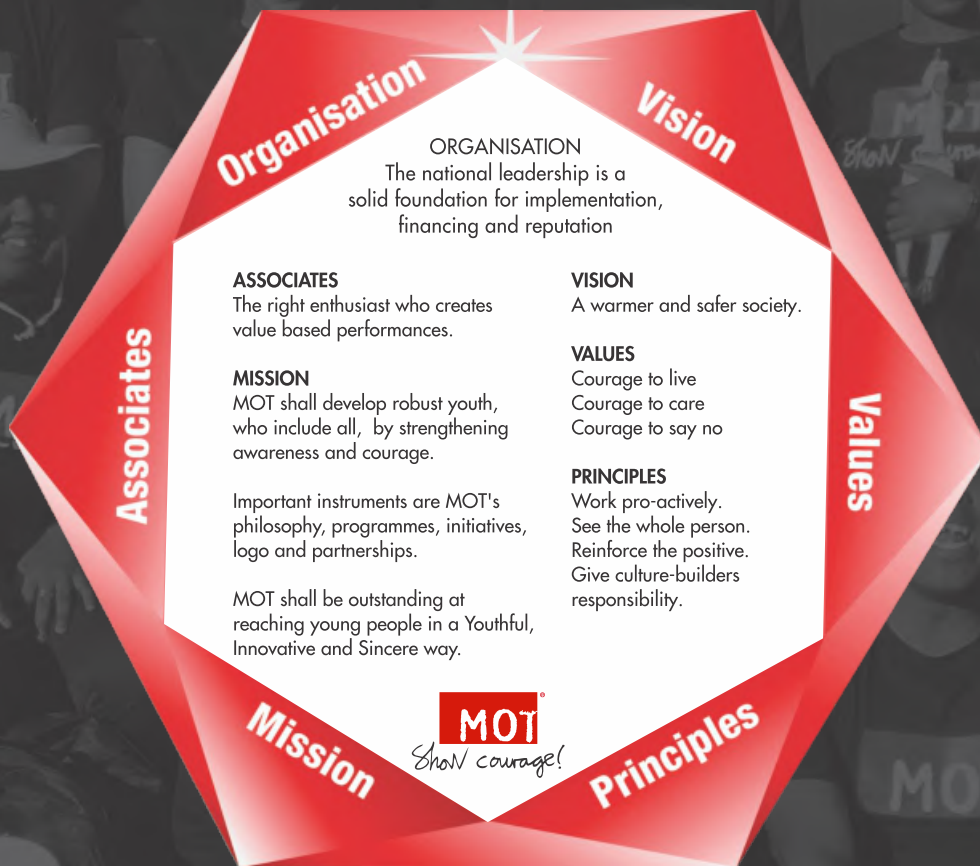 Organisation
Vision
ORGANISATION
The national leadership is a
solid foundation for implementation,
financing and reputation
Associates
ASSOCIATES
The right enthusiast who creates
value based performances.
MISSION
MOT shall develop robust youth,
who include all, by strengthening
awareness and courage.
Important instruments are MOT's
philosophy, programmes, initiatives,
logo and partnerships.
MOT shall be outstanding at
reaching young people in a Youthful,
Innovative and Sincere way.
VISION
A warmer and safer society.
VALUES
Courage to live
Courage to care
Courage to say no
PRINCIPLES
Work pro-actively.
See the whole person.
Reinforce the positive.
Give culture-builders
responsibility.
Values
Mission
Principles
MOT®
Show courage!
MOT
Show
MO